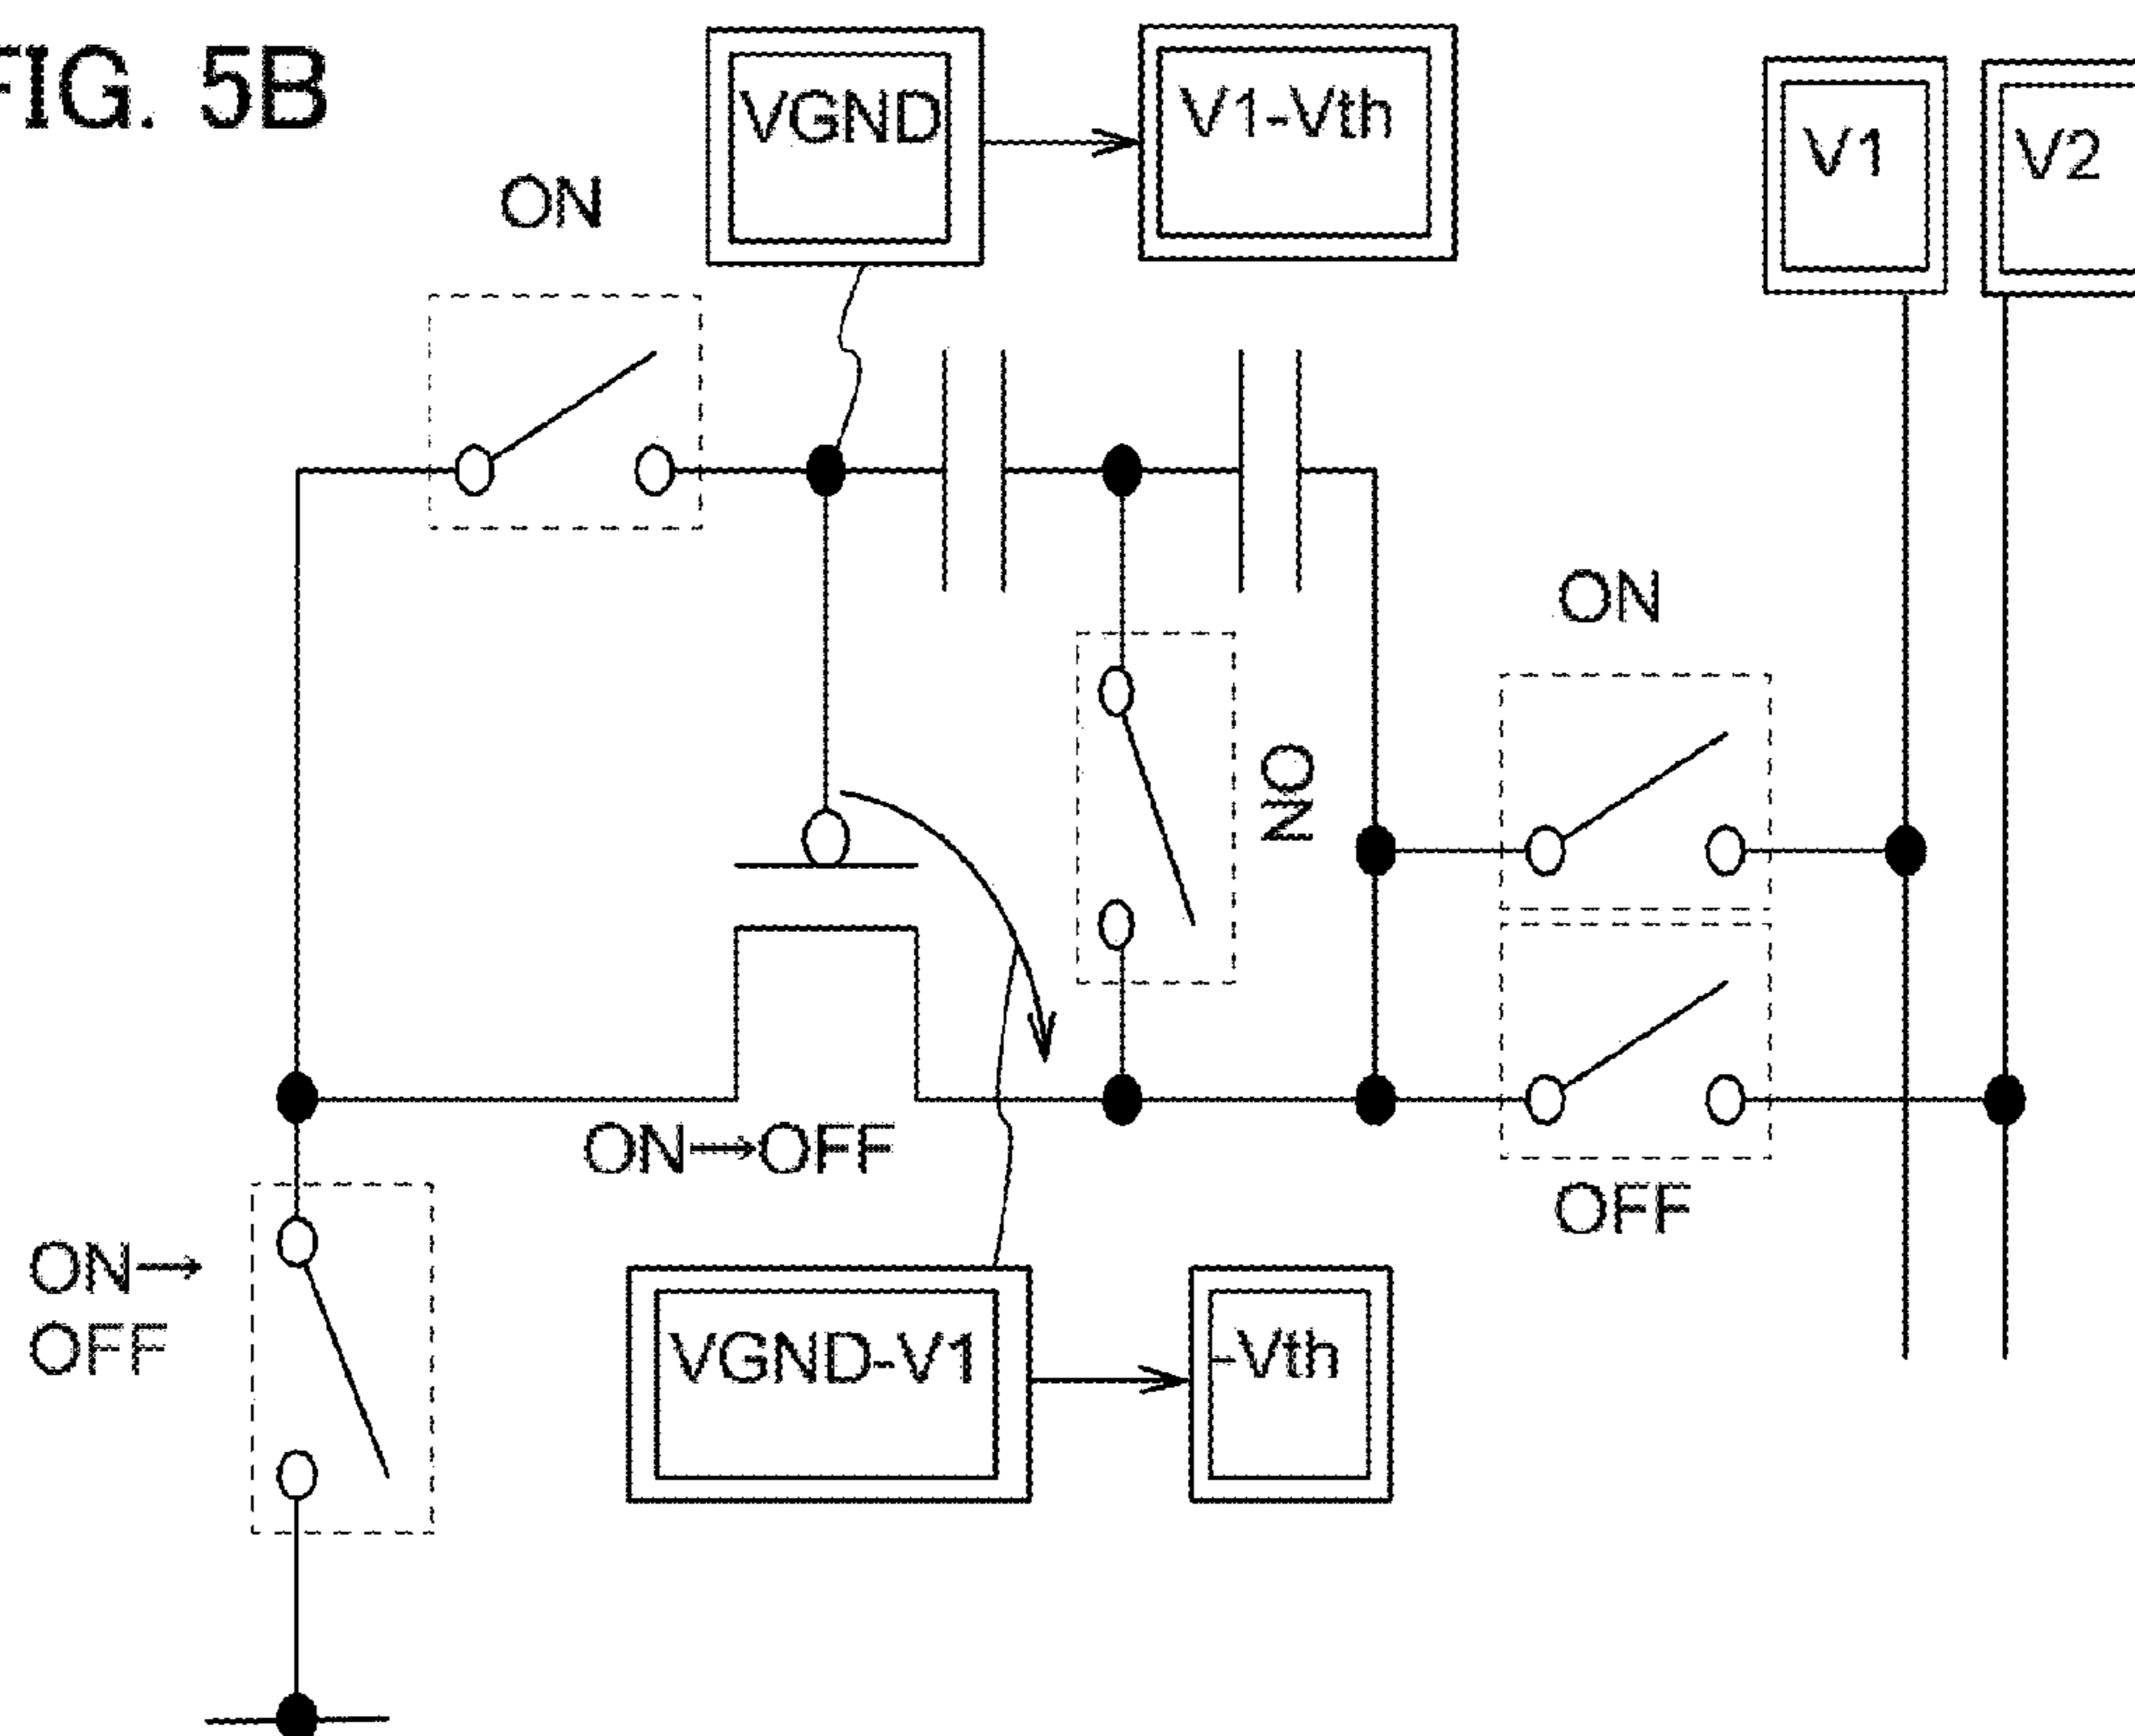 FIG. 5B
VGND
V1-Vth
V1
V2
ON
ON
ON
ON→OFF
OFF
ON→
OFF
VGND-V1
-Vth